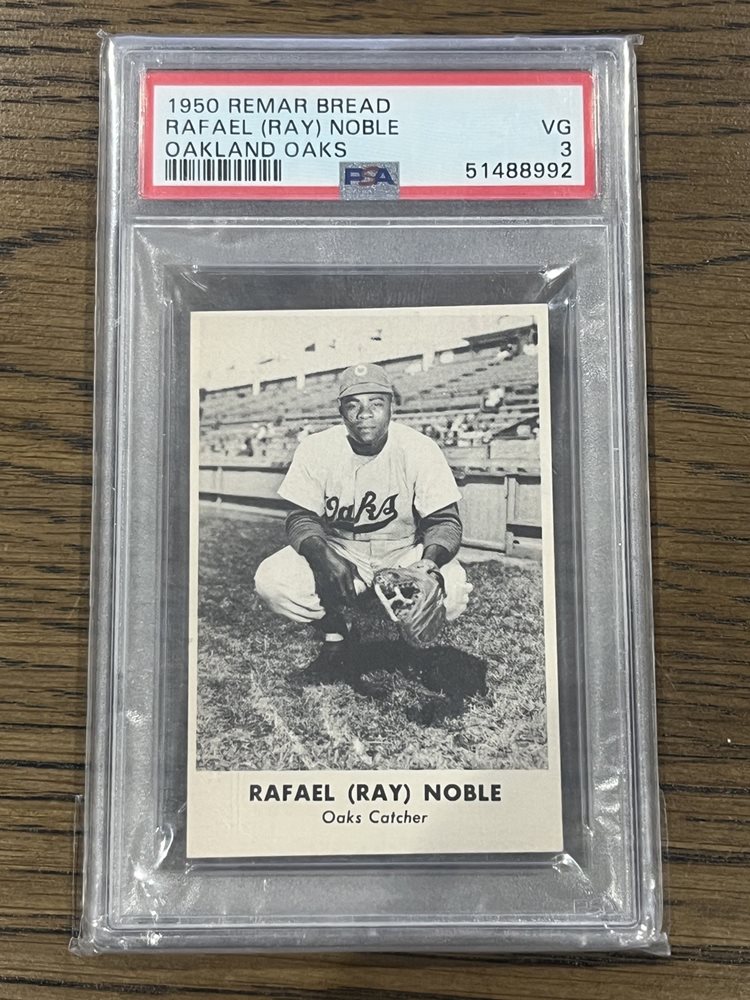 1950 REMAR BREAD
RAFAEL (RAY) NOBLE VG
OAKLAND OAKS 3
PSA 51488992
Oaks
RAFAEL (RAY) NOBLE
Oaks Catcher